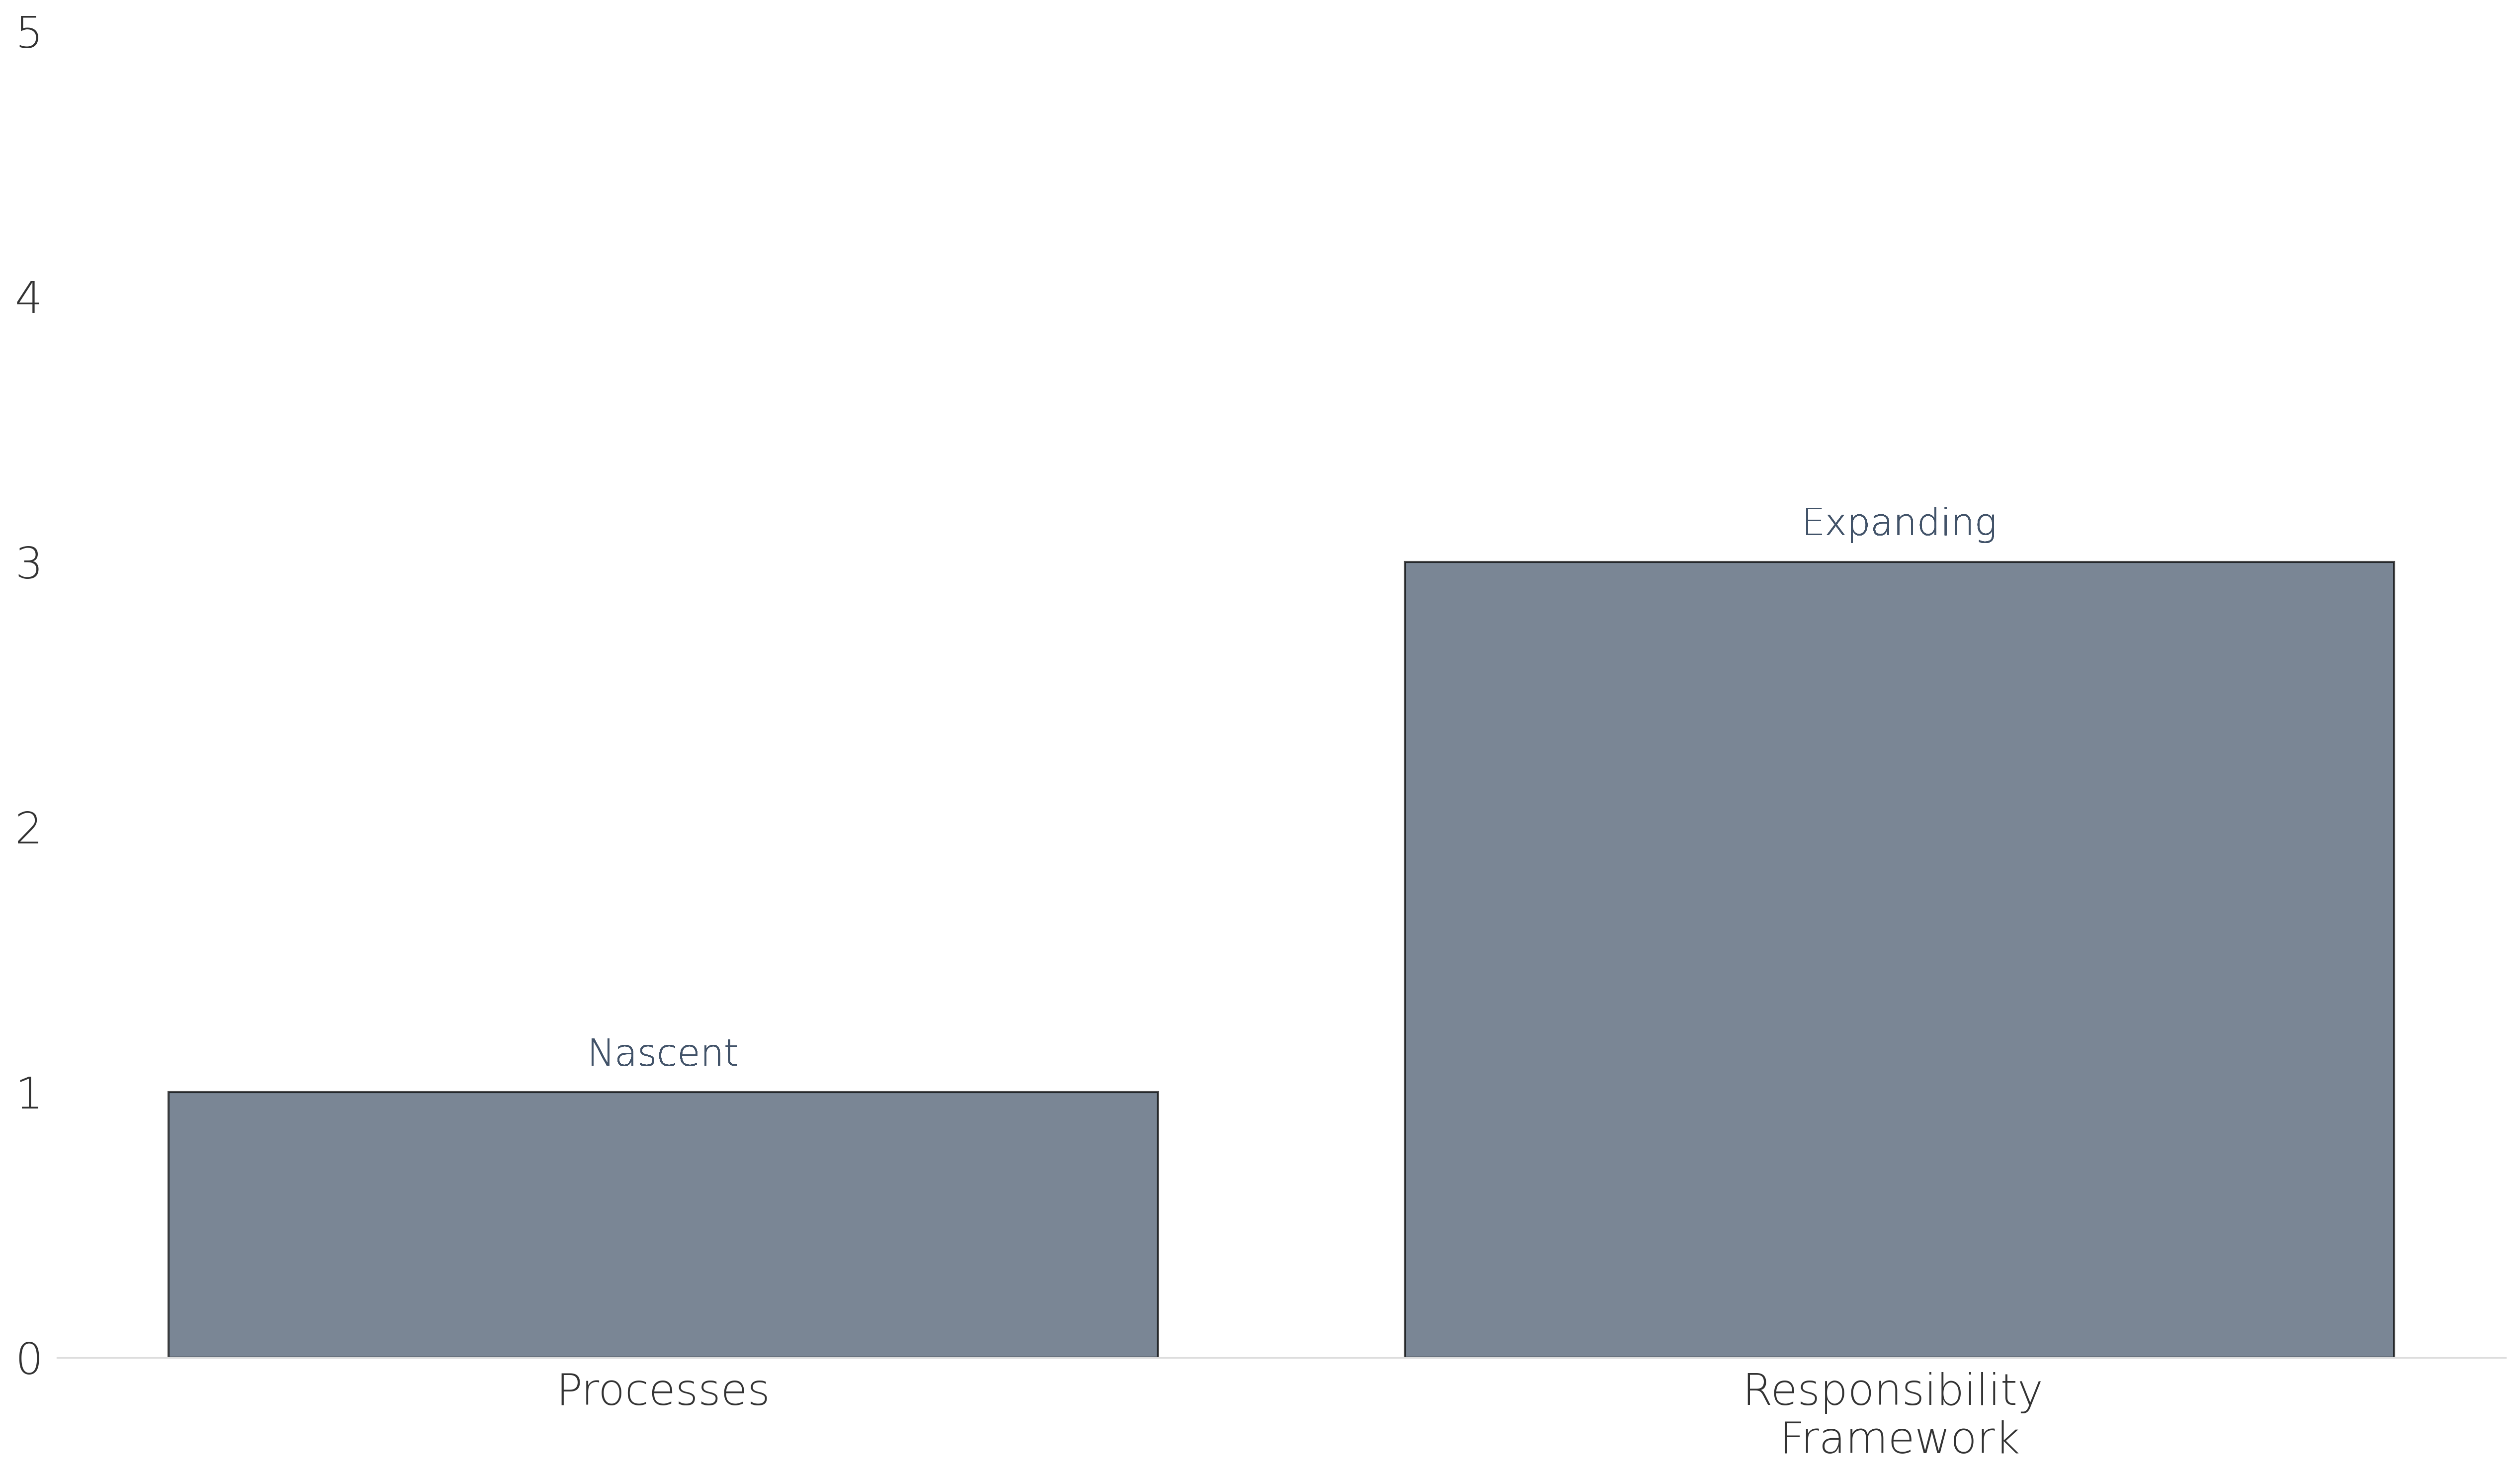 5
4
3
2
1
0
Nascent
Expanding
Processes
Responsibility
Framework